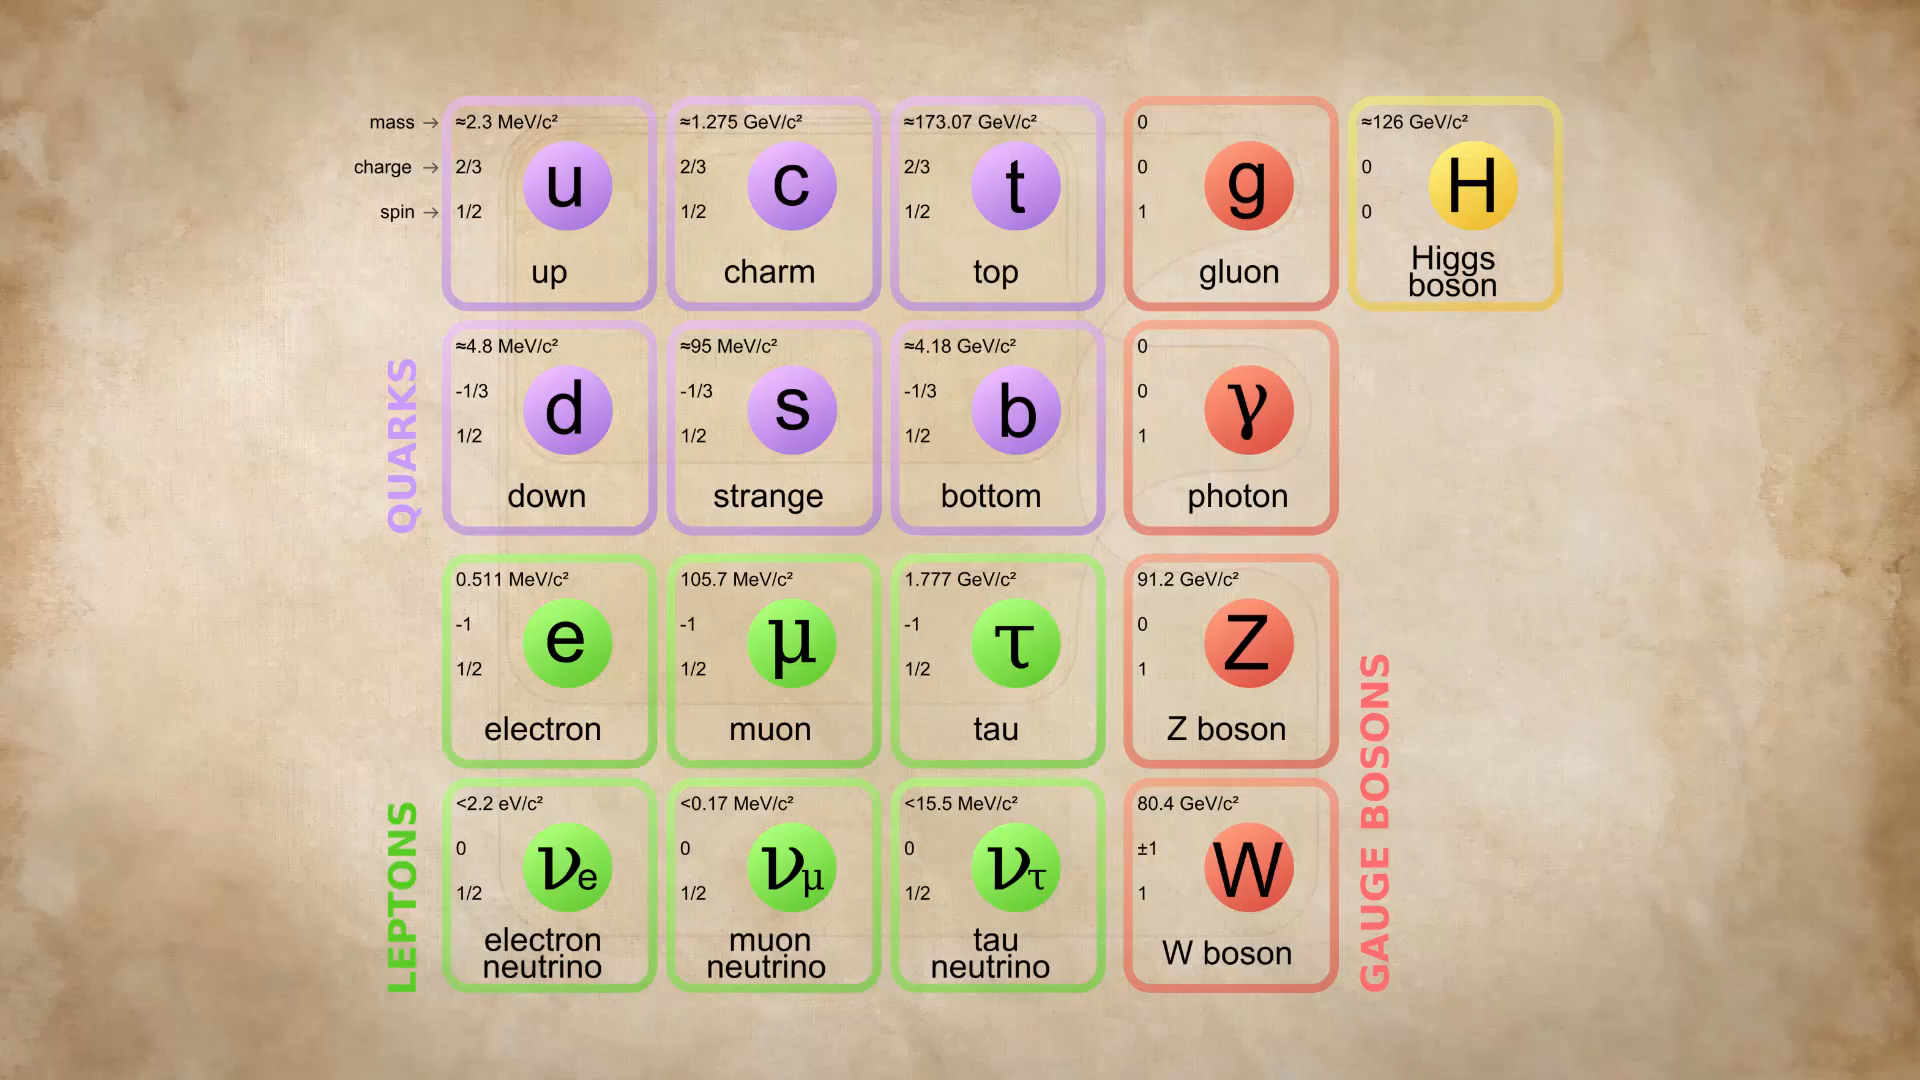 mass → ≈2.3 MeV/c²
charge → 2/3
spin → 1/2
u
up
≈1.275 GeV/c²
2/3
1/2
c
charm
≈173.07 GeV/c²
2/3
1/2
t
top
0
0
1
g
gluon
≈126 GeV/c²
0
0
H
Higgs
boson
QUARKS
≈4.8 MeV/c²
-1/3
1/2
d
down
≈95 MeV/c²
-1/3
1/2
s
strange
≈4.18 GeV/c²
-1/3
1/2
b
bottom
0
0
1
γ
photon
0.511 MeV/c²
-1
1/2
e
electron
105.7 MeV/c²
-1
1/2
μ
muon
1.777 GeV/c²
-1
1/2
τ
tau
91.2 GeV/c²
0
1
Z
Z boson
LEPTONS
<2.2 eV/c²
0
1/2
νe
electron
neutrino
<0.17 MeV/c²
0
1/2
νμ
muon
neutrino
<15.5 MeV/c²
0
1/2
ντ
tau
neutrino
80.4 GeV/c²
±1
1
W
W boson
GAUGE BOSONS